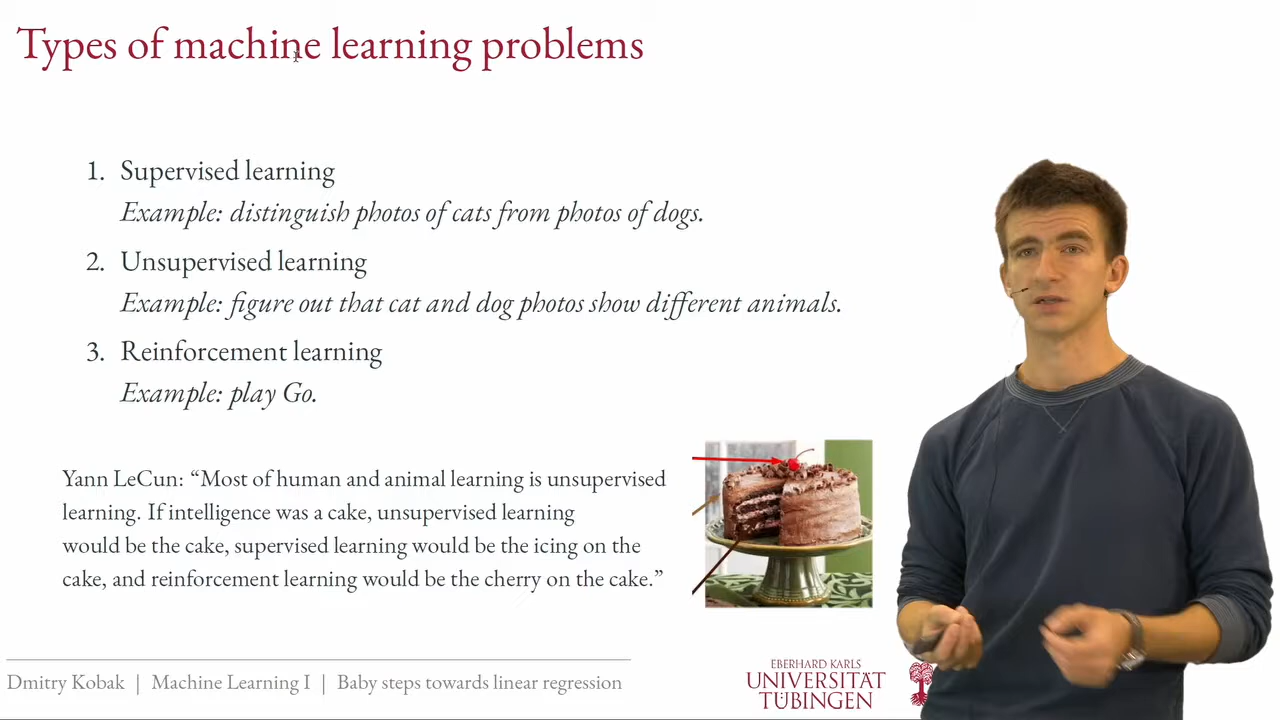 Types of machine learning problems
1. Supervised learning
Example: distinguish photos of cats from photos of dogs.
2. Unsupervised learning
Example: figure out that cat and dog photos show different animals.
3. Reinforcement learning
Example: play Go.
Yann LeCun: “Most of human and animal learning is unsupervised
learning. If intelligence was a cake, unsupervised learning
would be the cake, supervised learning would be the icing on the
cake, and reinforcement learning would be the cherry on the cake.”
Dmitry Kobak | Machine Learning I | Baby steps towards linear regression
EBERHARD KARLS
UNIVERSITÄT
TÜBINGEN